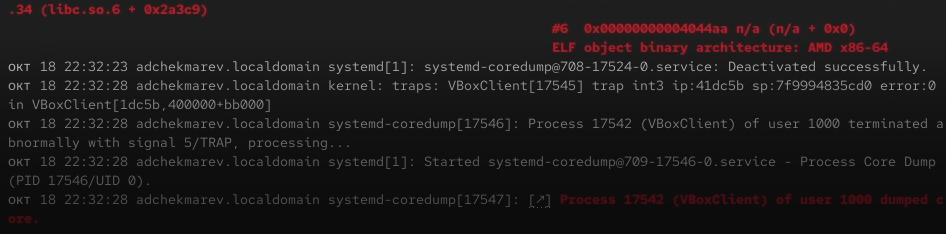 .34 (libc.so.6 + 0x2a3c9)
#6  0x00000000004044aa n/a (n/a + 0x0)
ELF object binary architecture: AMD x86-64
окт 18 22:32:23 adchekmarev.localdomain systemd[1]: systemd-coredump@708-17524-0.service: Deactivated successfully.
окт 18 22:32:28 adchekmarev.localdomain kernel: traps: VBoxClient[17545] trap int3 ip:41dc5b sp:7f9994835cd0 error:0
in VBoxClient[1dc5b,400000+bb000]
окт 18 22:32:28 adchekmarev.localdomain systemd-coredump[17546]: Process 17542 (VBoxClient) of user 1000 terminated a
bnormally with signal 5/TRAP, processing...
окт 18 22:32:28 adchekmarev.localdomain systemd[1]: Started systemd-coredump@709-17546-0.service - Process Core Dump
(PID 17546/UID 0).
окт 18 22:32:28 adchekmarev.localdomain systemd-coredump[17547]: [↗] Process 17542 (VBoxClient) of user 1000 dumped c
ore.